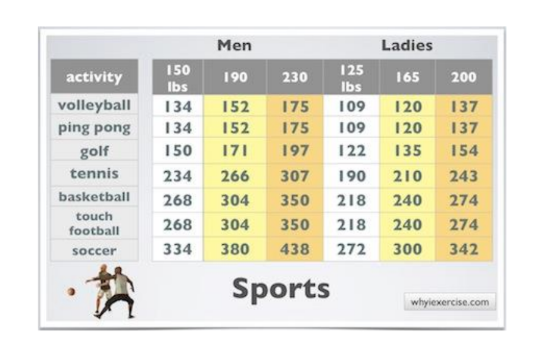 Men Ladies
activity 150 lbs 190 230 125 lbs 165 200
volleyball 134 152 175 109 120 137
ping pong 134 152 175 109 120 137
golf 150 171 197 122 135 154
tennis 234 266 307 190 210 243
basketball 268 304 350 218 240 274
touch football 268 304 350 218 240 274
soccer 334 380 438 272 300 342
Sports
whyiexercise.com